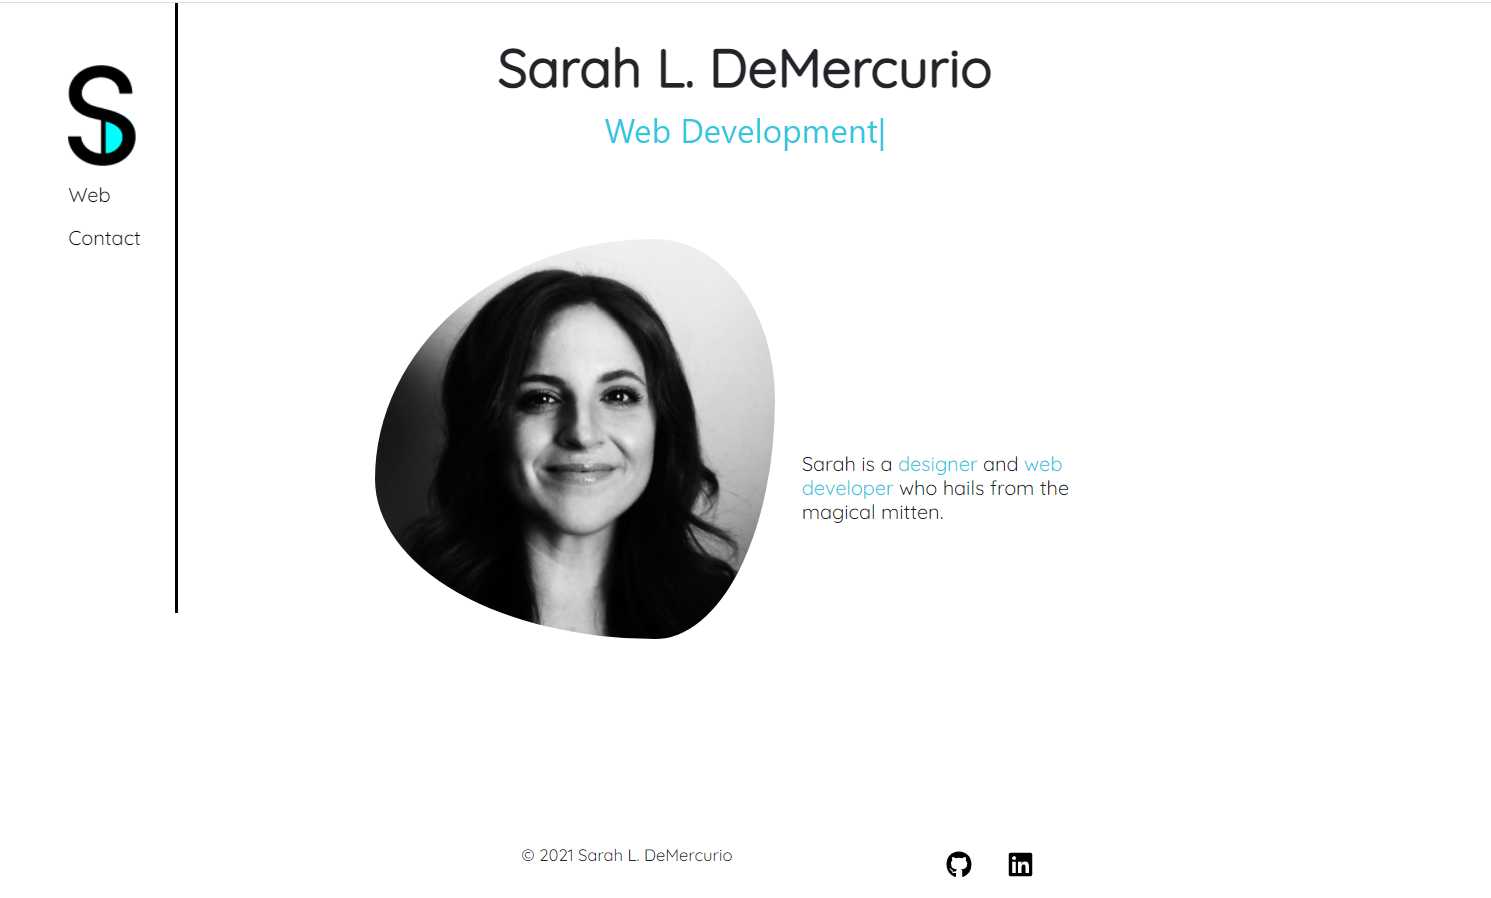 Sarah L. DeMercurio
Web Development|
S
Web
Contact
Sarah is a designer and web
developer who hails from the
magical mitten.
© 2021 Sarah L. DeMercurio
in